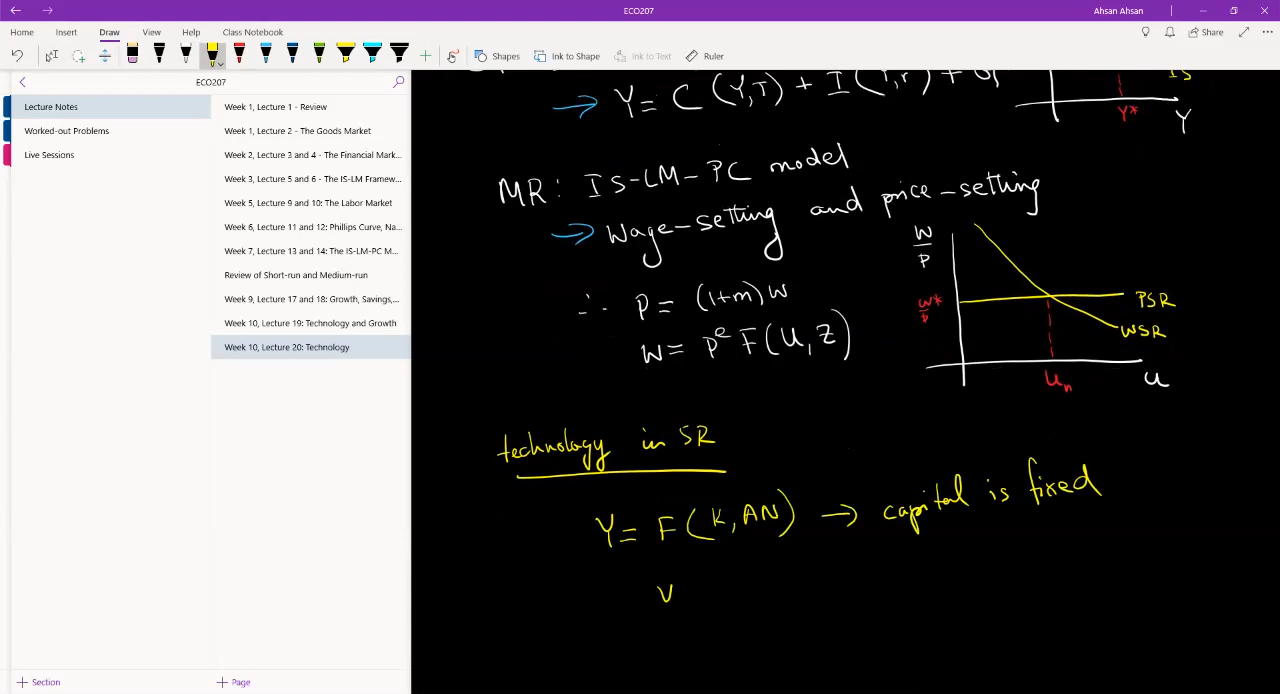 ECO207
Ahsan Ahsan
Home Insert Draw View Help Class Notebook
Share
Shapes Ink to Shape Ink to Text Ruler
ECO207
Lecture Notes
Worked-out Problems
Live Sessions
Week 1, Lecture 1 - Review
Week 1, Lecture 2 - The Goods Market
Week 2, Lecture 3 and 4 - The Financial Mark...
Week 3, Lecture 5 and 6 - The IS-LM Framew...
Week 5, Lecture 9 and 10: The Labor Market
Week 6, Lecture 11 and 12: Phillips Curve, Na...
Week 7, Lecture 13 and 14: The IS-LM-PC M...
Review of Short-run and Medium-run
Week 9, Lecture 17 and 18: Growth, Savings,...
Week 10, Lecture 19: Technology and Growth
Week 10, Lecture 20: Technology
Section
Page
→ Y = C (Y,T) + I (Y,r) + G,
IS
Y*
Y
MR: IS-LM-PC model
→ Wage-setting and price-setting
∴ P = (1+m) W
W = Pᵉ F(u, z)
W/P
W*/P
PSR
WSR
uₙ
u
technology in SR
Y = F (K, AN) → capital is fixed